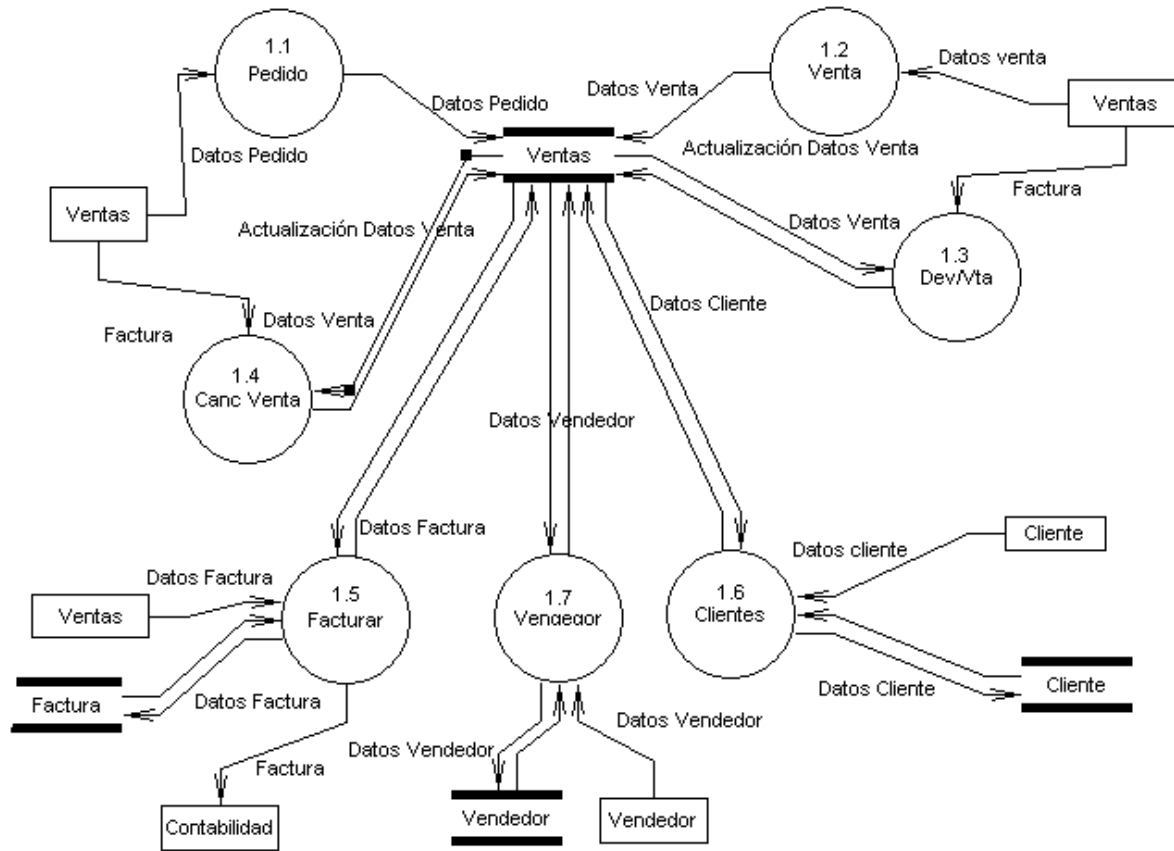 1.1
Pedido
1.2
Venta
Datos venta
Ventas
Datos Pedido
Datos Venta
Datos Pedido
Ventas
Actualización Datos Venta
Factura
Ventas
Actualización Datos Venta
Datos Venta
1.3
Dev/Vta
Factura
Datos Venta
Datos Cliente
1.4
Canc Venta
Datos Vendedor
Datos Factura
Cliente
Datos cliente
Datos Factura
Ventas
1.5
Facturar
1.7
Vendedor
1.6
Clientes
Factura
Datos Factura
Datos Cliente
Cliente
Datos Vendedor
Datos Vendedor
Factura
Contabilidad
Vendedor
Vendedor